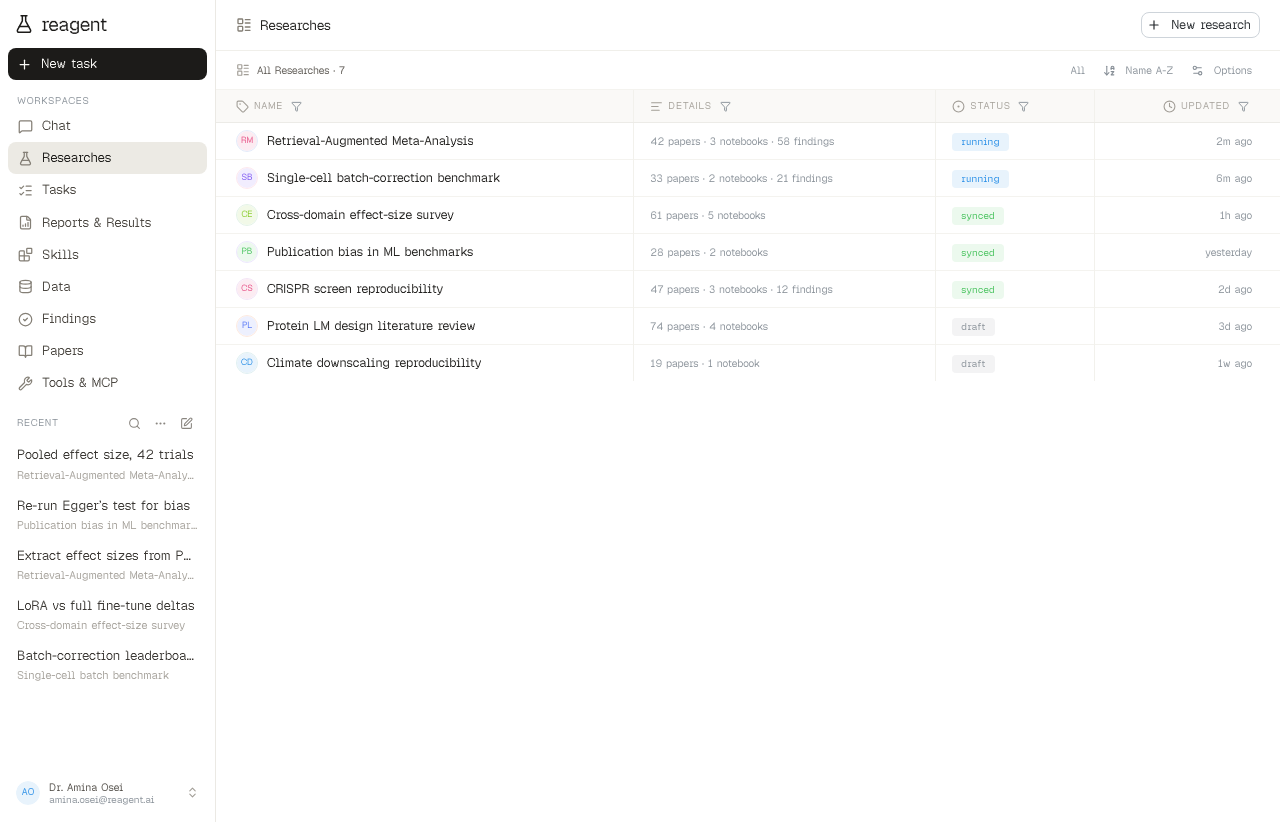 reagent
New task
WORKSPACES
Chat
Researches
Tasks
Reports & Results
Skills
Data
Findings
Papers
Tools & MCP
RECENT
Pooled effect size, 42 trials
Retrieval-Augmented Meta-Analy...
Re-run Egger's test for bias
Publication bias in ML benchmar...
Extract effect sizes from P...
Retrieval-Augmented Meta-Analy...
LoRA vs full fine-tune deltas
Cross-domain effect-size survey
Batch-correction leaderboa...
Single-cell batch benchmark
AO
Dr. Amina Osei
amina.osei@reagent.ai
Researches
New research
All Researches · 7
All
Name A-Z
Options
NAME DETAILS STATUS UPDATED
RM Retrieval-Augmented Meta-Analysis 42 papers · 3 notebooks · 58 findings running 2m ago
SB Single-cell batch-correction benchmark 33 papers · 2 notebooks · 21 findings running 6m ago
CE Cross-domain effect-size survey 61 papers · 5 notebooks synced 1h ago
PB Publication bias in ML benchmarks 28 papers · 2 notebooks synced yesterday
CS CRISPR screen reproducibility 47 papers · 3 notebooks · 12 findings synced 2d ago
PL Protein LM design literature review 74 papers · 4 notebooks draft 3d ago
CD Climate downscaling reproducibility 19 papers · 1 notebook draft 1w ago